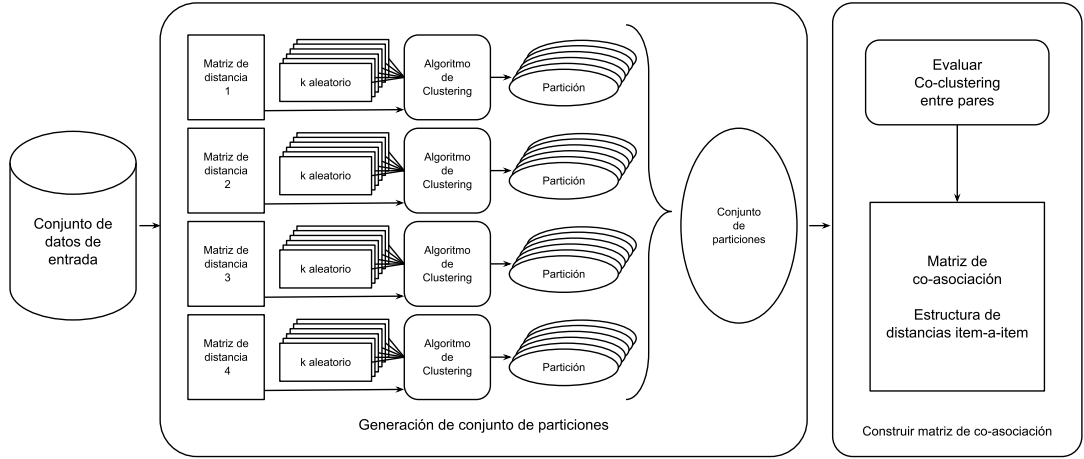 Conjunto de
datos de
entrada
Matriz de
distancia
1
k aleatorio
Algoritmo
de
Clustering
Partición
Matriz de
distancia
2
k aleatorio
Algoritmo
de
Clustering
Partición
Matriz de
distancia
3
k aleatorio
Algoritmo
de
Clustering
Partición
Matriz de
distancia
4
k aleatorio
Algoritmo
de
Clustering
Partición
Conjunto
de
particiones
Generación de conjunto de particiones
Evaluar
Co-clustering
entre pares
Matriz de
co-asociación
Estructura de
distancias item-a-item
Construir matriz de co-asociación